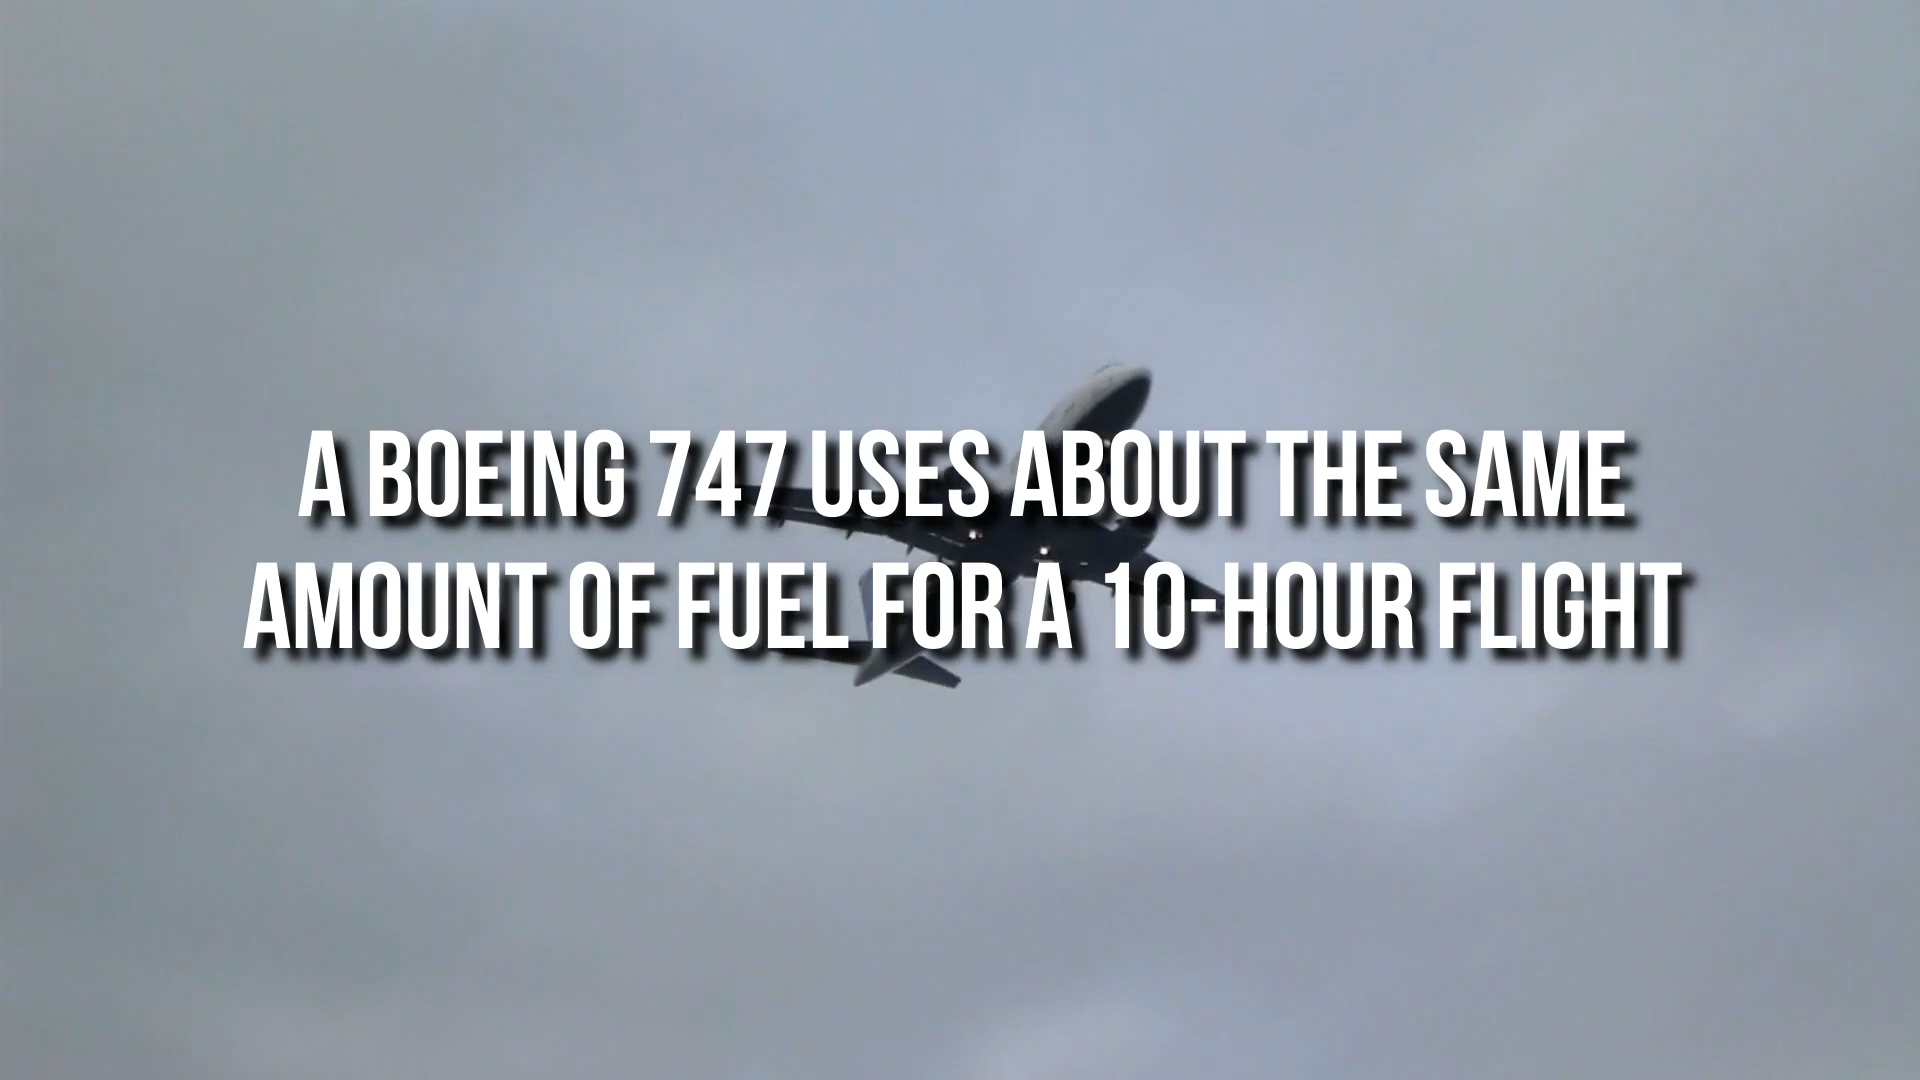 A BOEING 747 USES ABOUT THE SAME
AMOUNT OF FUEL FOR A 10-HOUR FLIGHT